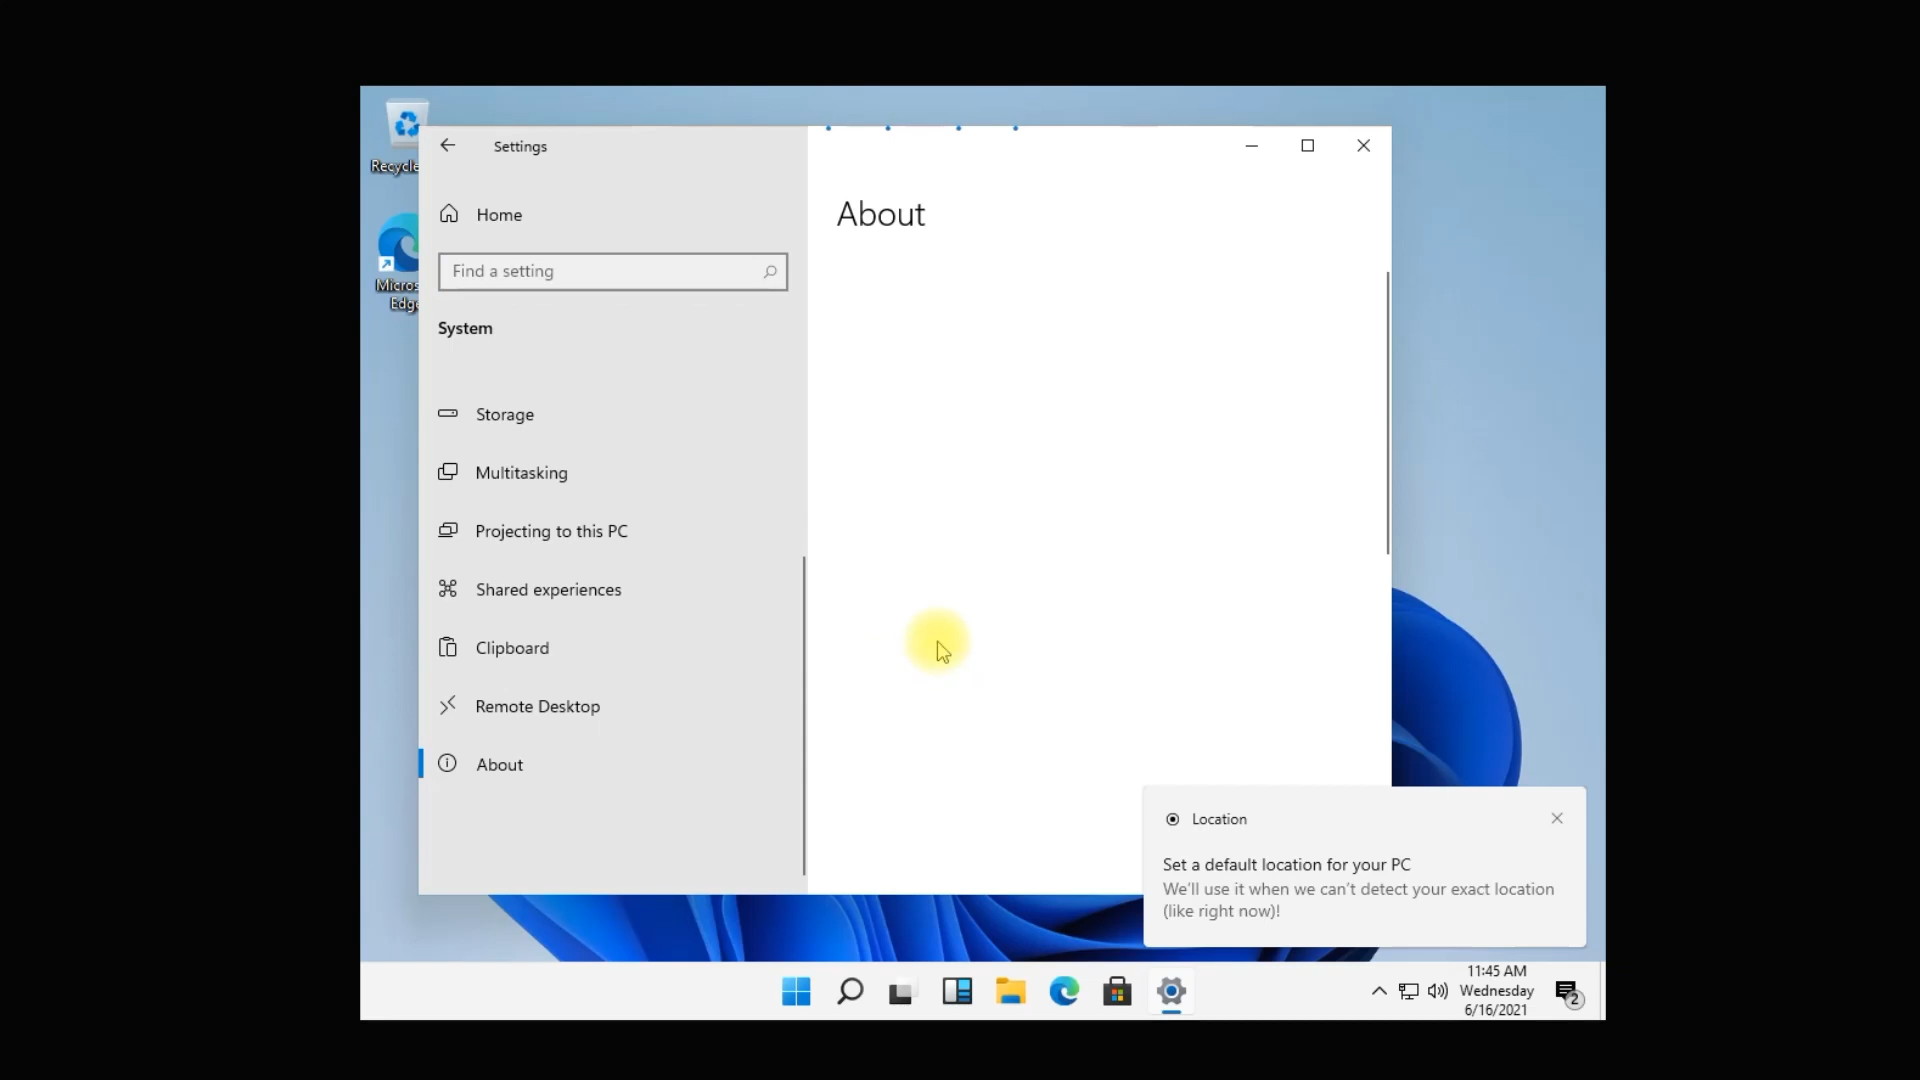 Recycle
Micros
Edge
Settings
Home
Find a setting
System
Storage
Multitasking
Projecting to this PC
Shared experiences
Clipboard
Remote Desktop
About
About
Location
Set a default location for your PC
We'll use it when we can't detect your exact location
(like right now)!
11:45 AM
Wednesday
6/16/2021
2